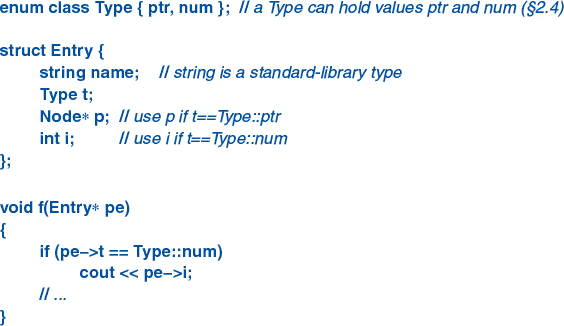 enum class Type { ptr, num }; // a Type can hold values ptr and num (§2.4)
struct Entry {
string name; // string is a standard-library type
Type t;
Node* p; // use p if t==Type::ptr
int i; // use i if t==Type::num
};
void f(Entry* pe)
{
if (pe–>t == Type::num)
cout << pe–>i;
// ...
}